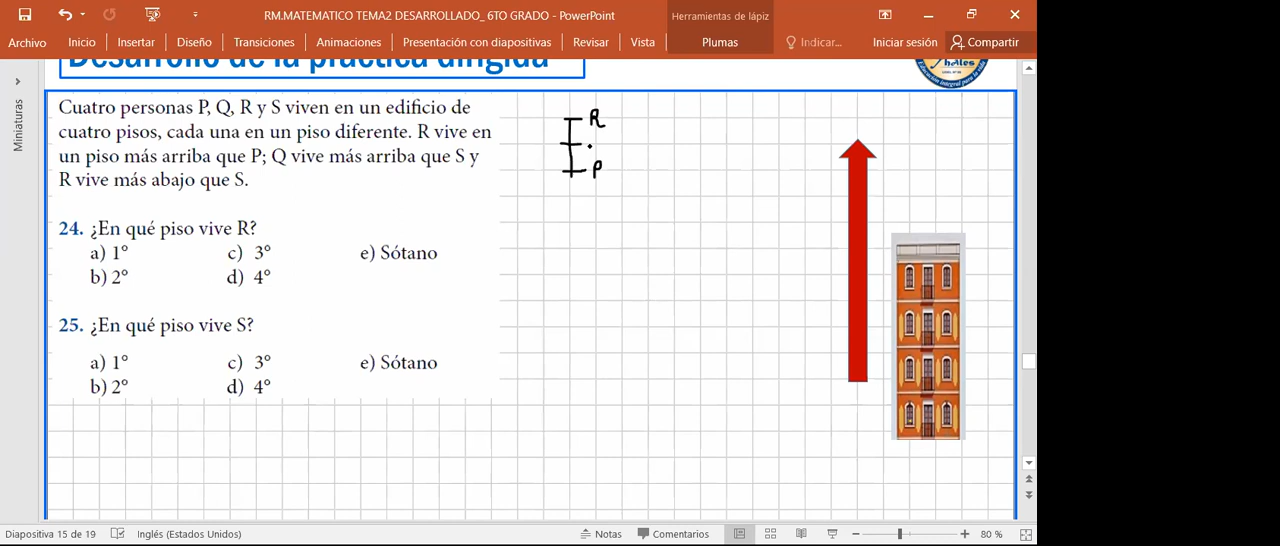 RM.MATEMATICO TEMA2 DESARROLLADO_ 6TO GRADO - PowerPoint
Herramientas de lápiz
Archivo Inicio Insertar Diseño Transiciones Animaciones Presentación con diapositivas Revisar Vista Plumas Indicar... Iniciar sesión Compartir
Desarrollo de la práctica dirigida
Miniaturas
Cuatro personas P, Q, R y S viven en un edificio de
cuatro pisos, cada una en un piso diferente. R vive en
un piso más arriba que P; Q vive más arriba que S y
R vive más abajo que S.
R
P
24. ¿En qué piso vive R?
a) 1° c) 3° e) Sótano
b) 2° d) 4°
25. ¿En qué piso vive S?
a) 1° c) 3° e) Sótano
b) 2° d) 4°
Diapositiva 15 de 19 Inglés (Estados Unidos) Notas Comentarios 80 %